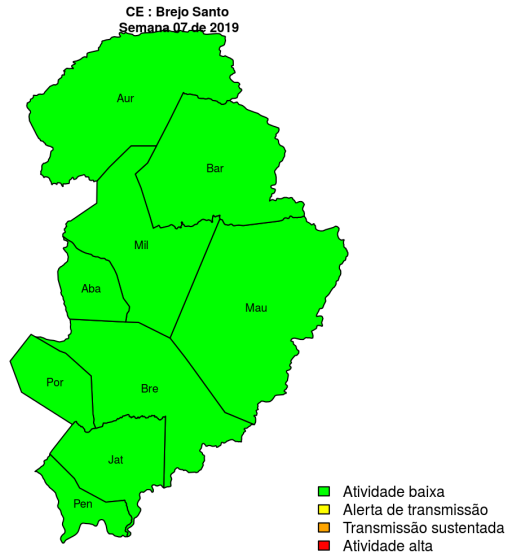 CE : Brejo Santo
Semana 07 de 2019
Aur
Bar
Mil
Aba
Mau
Por
Bre
Jat
Pen
Atividade baixa
Alerta de transmissão
Transmissão sustentada
Atividade alta